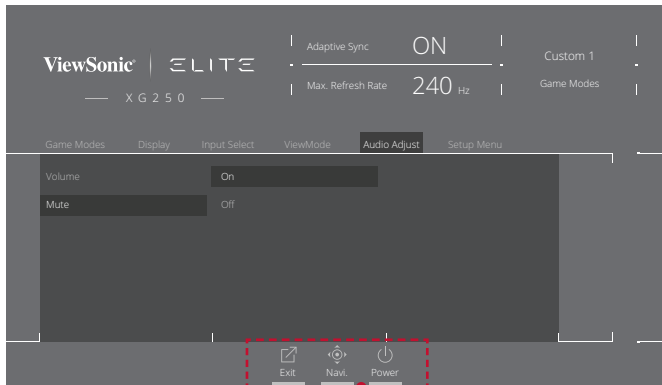 ViewSonic ELITE
XG250
Adaptive Sync ON
Max. Refresh Rate 240 Hz
Custom 1
Game Modes
Game Modes Display Input Select ViewMode Audio Adjust Setup Menu
Volume On
Mute Off
Exit Navi. Power